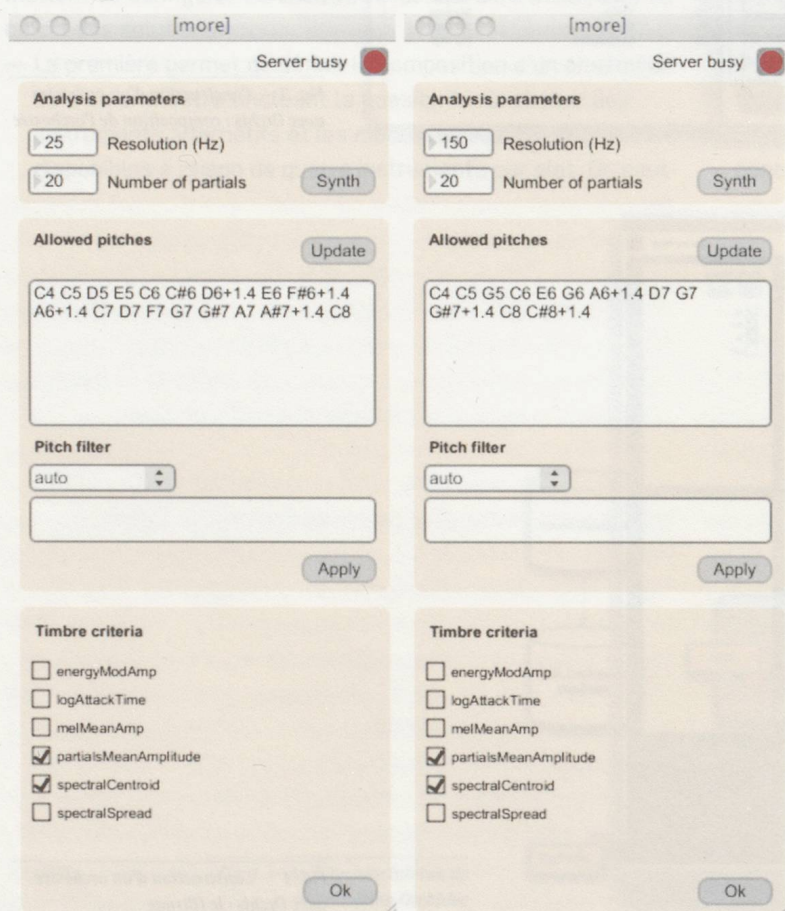 [more]
Server busy
Analysis parameters
25 Resolution (Hz)
20 Number of partials Synth
Allowed pitches
Update
C4 C5 D5 E5 C6 C#6 D6+1.4 E6 F#6+1.4
A6+1.4 C7 D7 F7 G7 G#7 A7 A#7+1.4 C8
Pitch filter
auto
Apply
Timbre criteria
energyModAmp
logAttackTime
melMeanAmp
partialsMeanAmplitude
spectralCentroid
spectralSpread
Ok
[more]
Server busy
Analysis parameters
150 Resolution (Hz)
20 Number of partials Synth
Allowed pitches
Update
C4 C5 G5 C6 E6 G6 A6+1.4 D7 G7
G#7+1.4 C8 C#8+1.4
Pitch filter
auto
Apply
Timbre criteria
energyModAmp
logAttackTime
melMeanAmp
partialsMeanAmplitude
spectralCentroid
spectralSpread
Ok